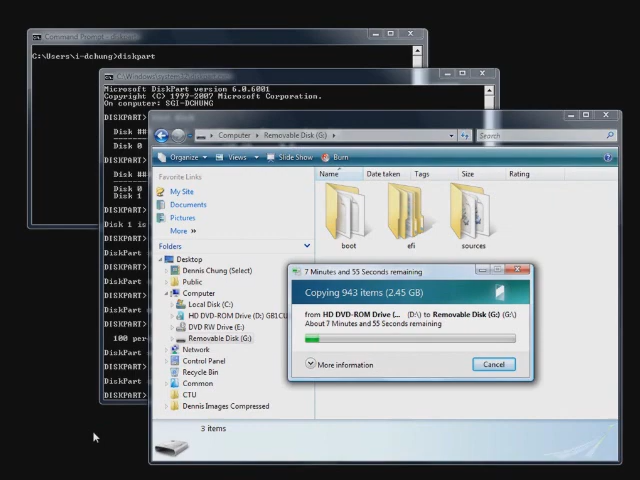 Command Prompt - diskpart
C:\Users\i-dchung>diskpart
Microsoft DiskPart version 6.0.6001
Copyright (C) 1999-2007 Microsoft Corporation.
On computer: SGI-DCHUNG
DISKPART>
Disk ##
Disk 0
DISKPART>
Disk ##
Disk 0
Disk 1
DISKPART>
Disk 1 is
DISKPART>
DiskPart
DISKPART>
DiskPart
DISKPART>
DiskPart
DISKPART>
100 per
DiskPart
DISKPART>
DiskPart
DISKPART>
Computer
Removable Disk (G:)
Search
Organize
Views
Slide Show
Burn
Favorite Links
My Site
Documents
Pictures
More »
Folders
Desktop
Dennis Chung (Select)
Public
Computer
Local Disk (C:)
HD DVD-ROM Drive (D:) GB1CU
DVD RW Drive (E:)
Removable Disk (G:)
Network
Control Panel
Recycle Bin
Common
CTU
Dennis Images Compressed
Name Date taken Tags Size Rating
boot efi sources
7 Minutes and 55 Seconds remaining
Copying 943 items (2.45 GB)
from HD DVD-ROM Drive (... (D:\) to Removable Disk (G:) (G:\)
About 7 Minutes and 55 Seconds remaining
More information
Cancel
3 items